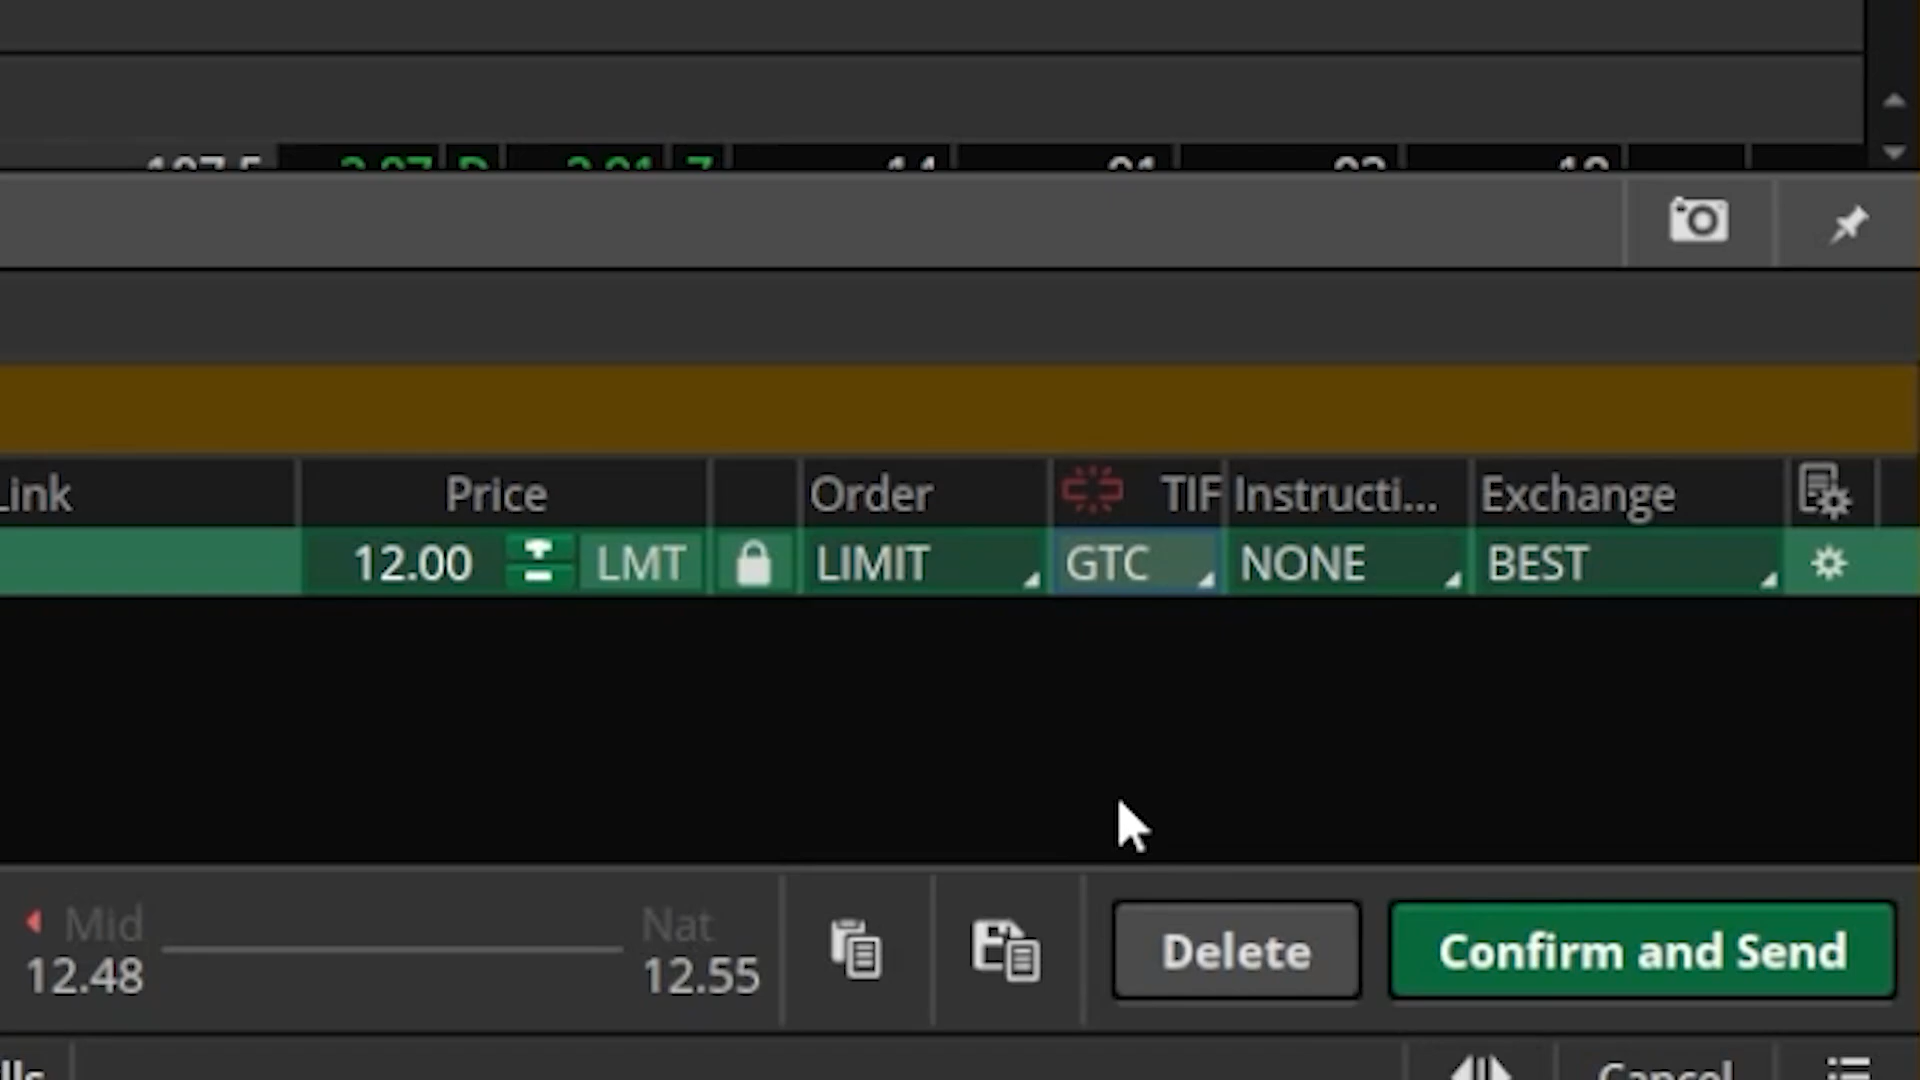 Link Price Order TIF Instructi... Exchange
12.00 LMT LIMIT GTC NONE BEST
Mid Nat
12.48 12.55
Delete Confirm and Send
Cancel